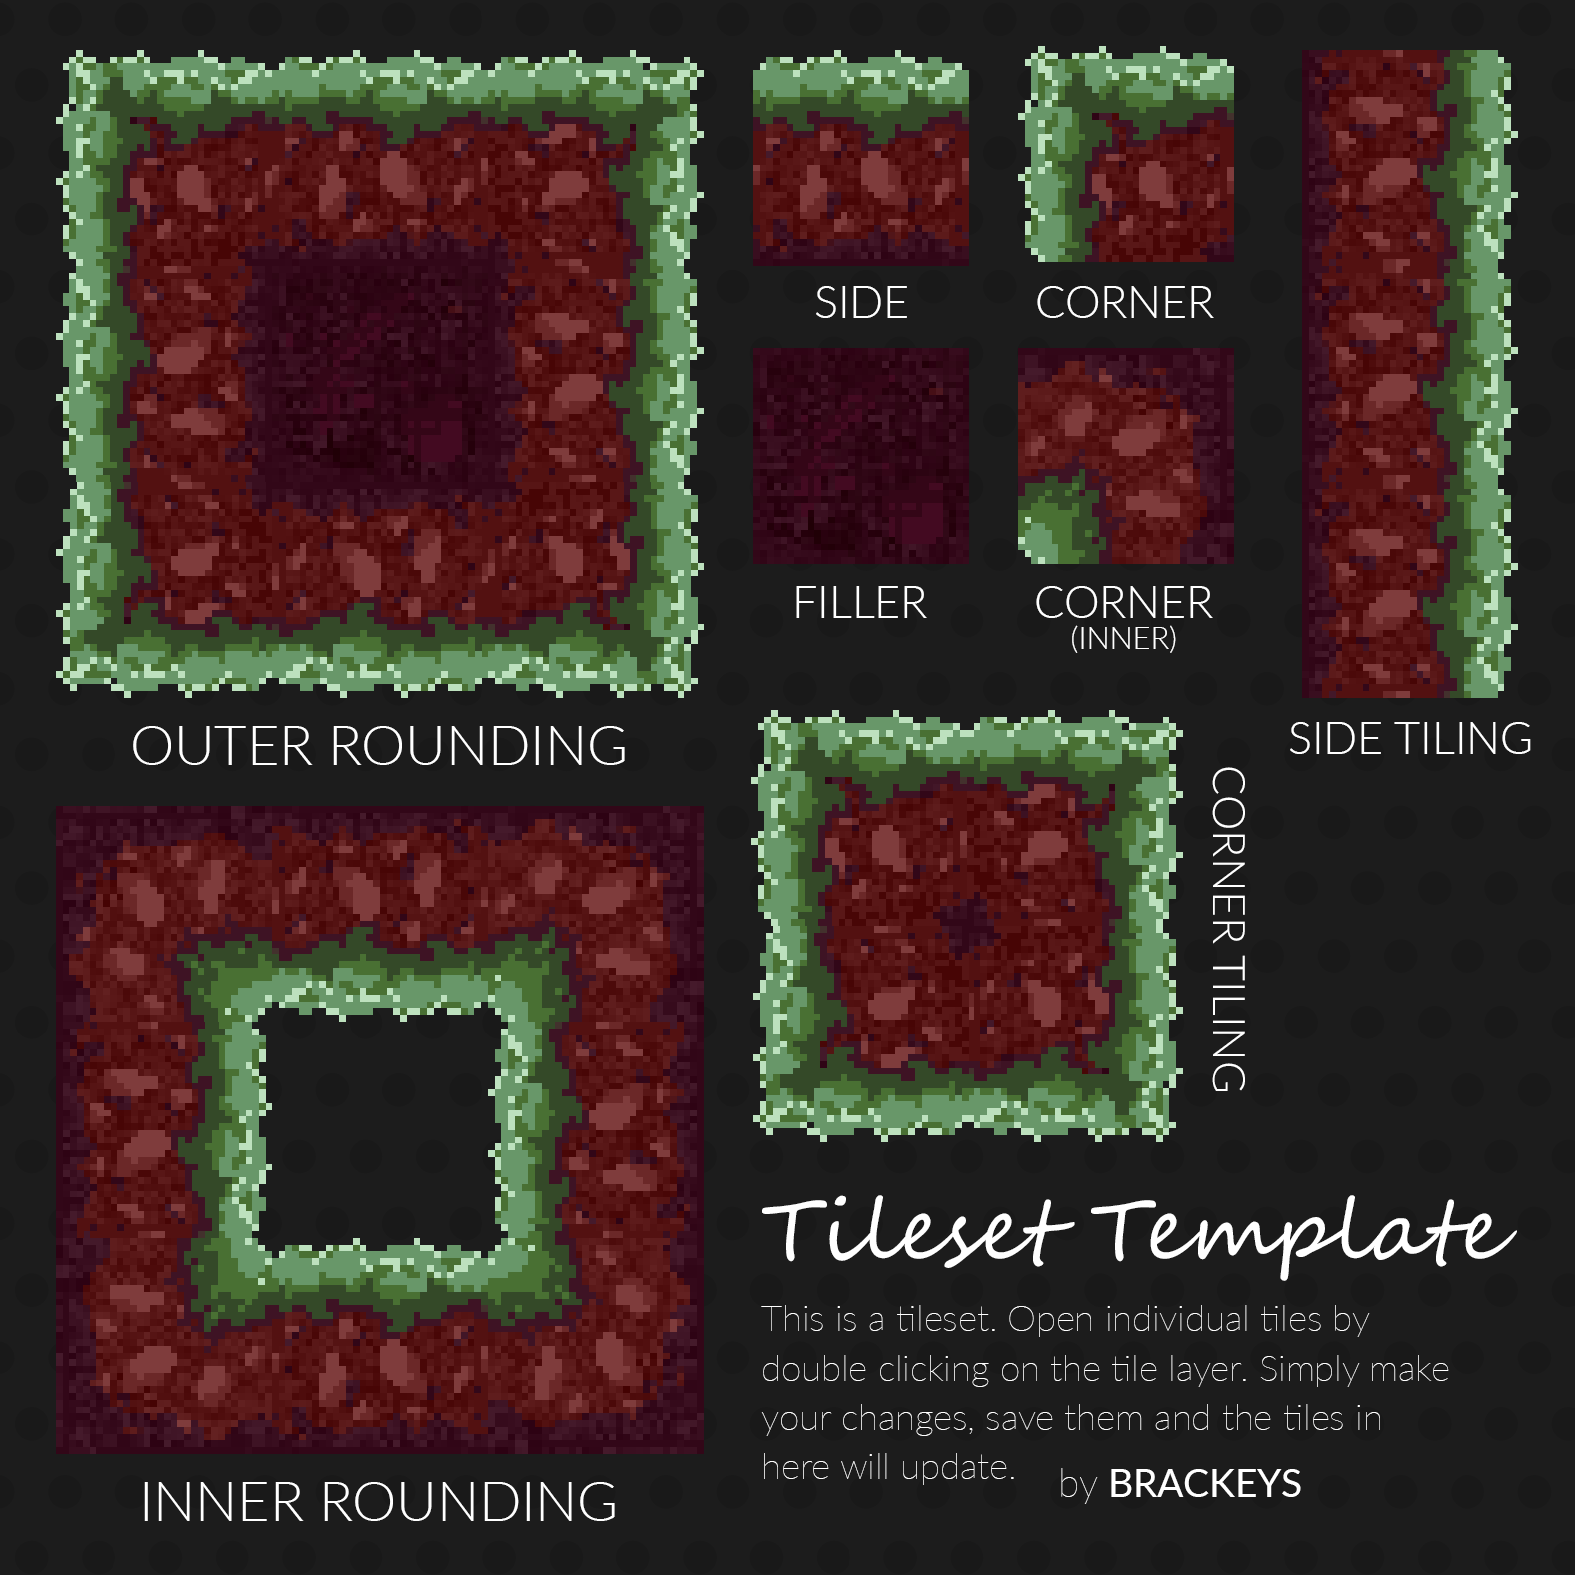 SIDE
CORNER
FILLER
CORNER
(INNER)
OUTER ROUNDING
SIDE TILING
CORNER TILING
INNER ROUNDING
Tileset Template
This is a tileset. Open individual tiles by
double clicking on the tile layer. Simply make
your changes, save them and the tiles in
here will update.
by BRACKEYS